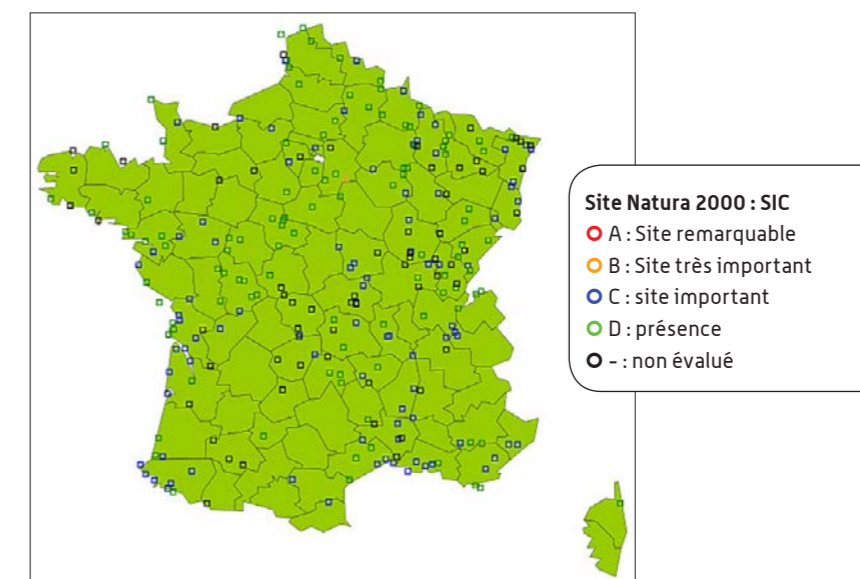 Site Natura 2000 : SIC
A : Site remarquable
B : Site très important
C : site important
D : présence
- : non évalué